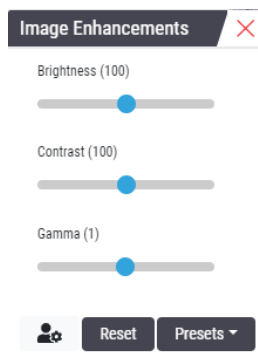 Image Enhancements
Brightness (100)
Contrast (100)
Gamma (1)
Reset Presets